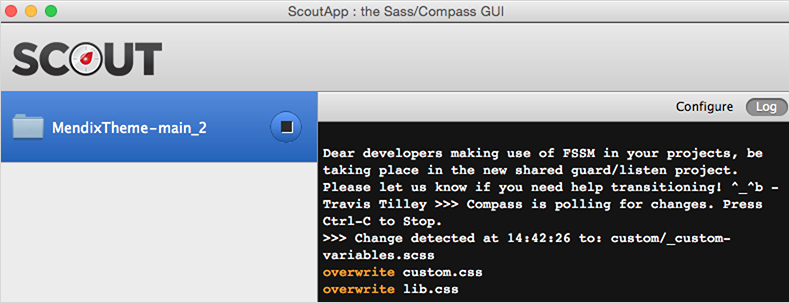 ScoutApp : the Sass/Compass GUI
SCOUT
MendixTheme-main_2
Configure Log
Dear developers making use of FSSM in your projects, be
taking place in the new shared guard/listen project.
Please let us know if you need help transitioning! ^_^b -
Travis Tilley >>> Compass is polling for changes. Press
Ctrl-C to Stop.
>>> Change detected at 14:42:26 to: custom/_custom-
variables.scss
overwrite custom.css
overwrite lib.css